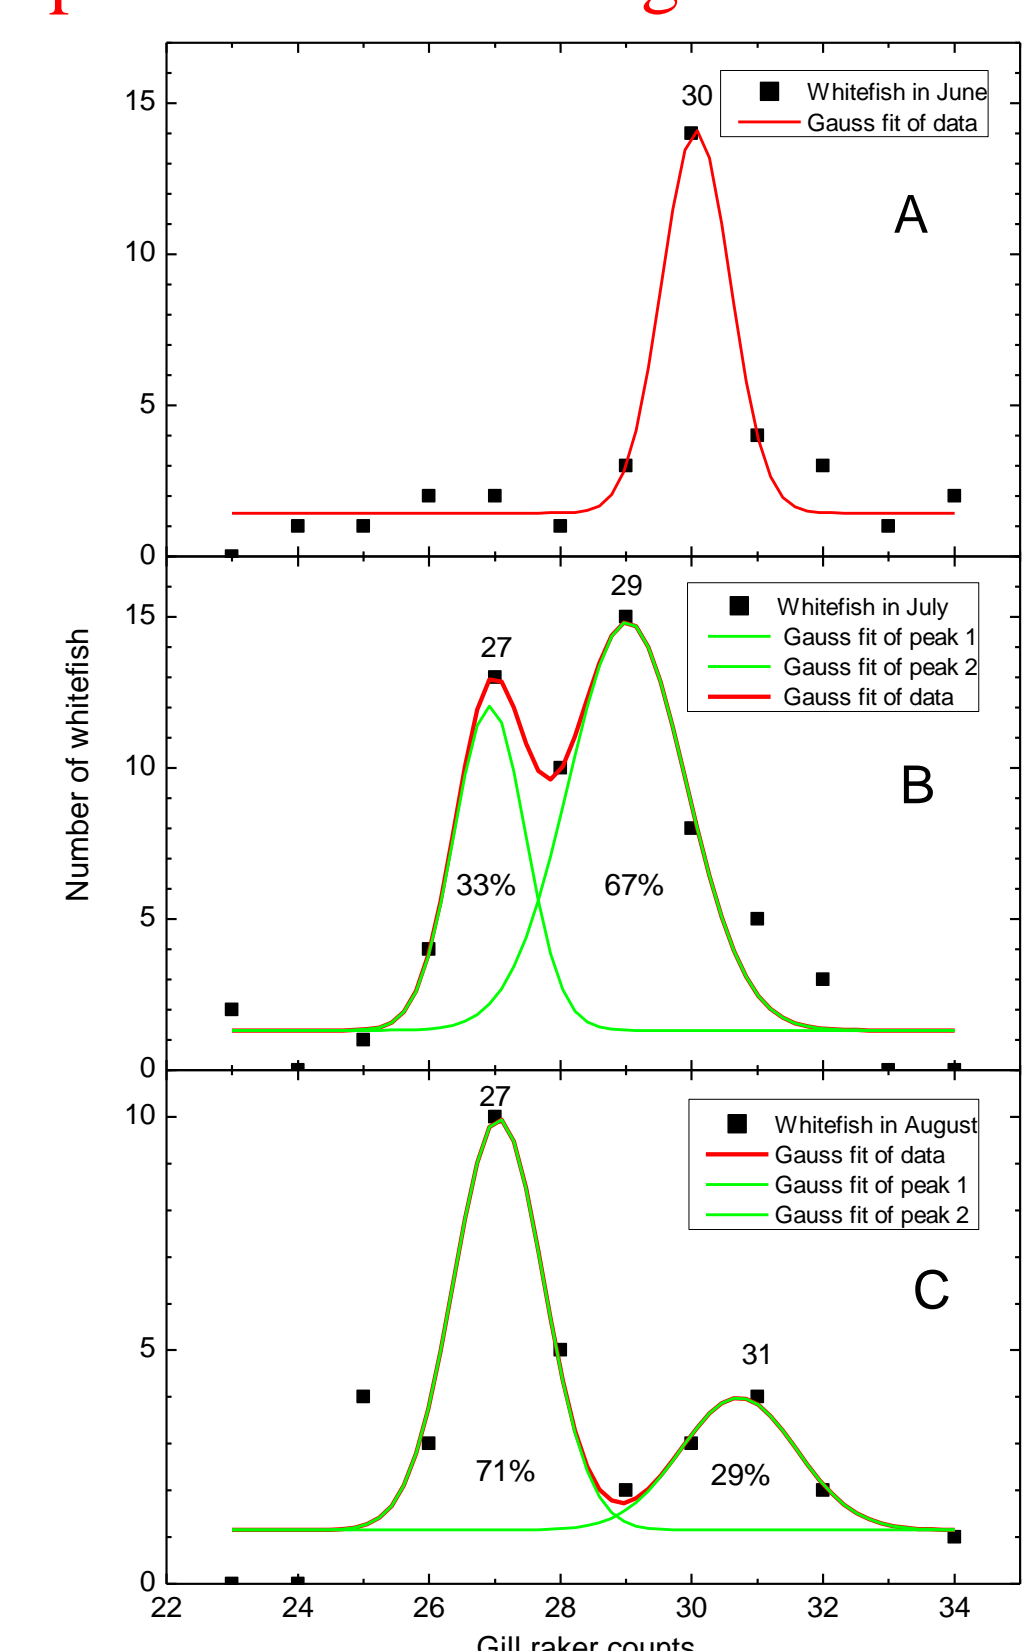 30
Whitefish in June
Gauss fit of data
A
15
10
5
0
29
27
Whitefish in July
Gauss fit of peak 1
Gauss fit of peak 2
Gauss fit of data
B
33%
67%
15
10
5
0
Number of whitefish
27
Whitefish in August
Gauss fit of data
Gauss fit of peak 1
Gauss fit of peak 2
C
31
71%
29%
10
5
0
22 24 26 28 30 32 34
Gill raker counts